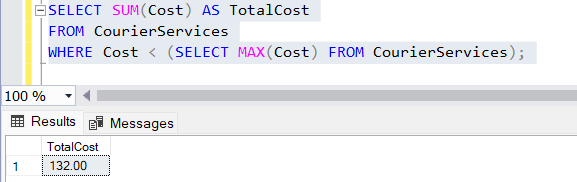 SELECT SUM(Cost) AS TotalCost
FROM CourierServices
WHERE Cost < (SELECT MAX(Cost) FROM CourierServices);
100 %
Results Messages
TotalCost
1 132.00